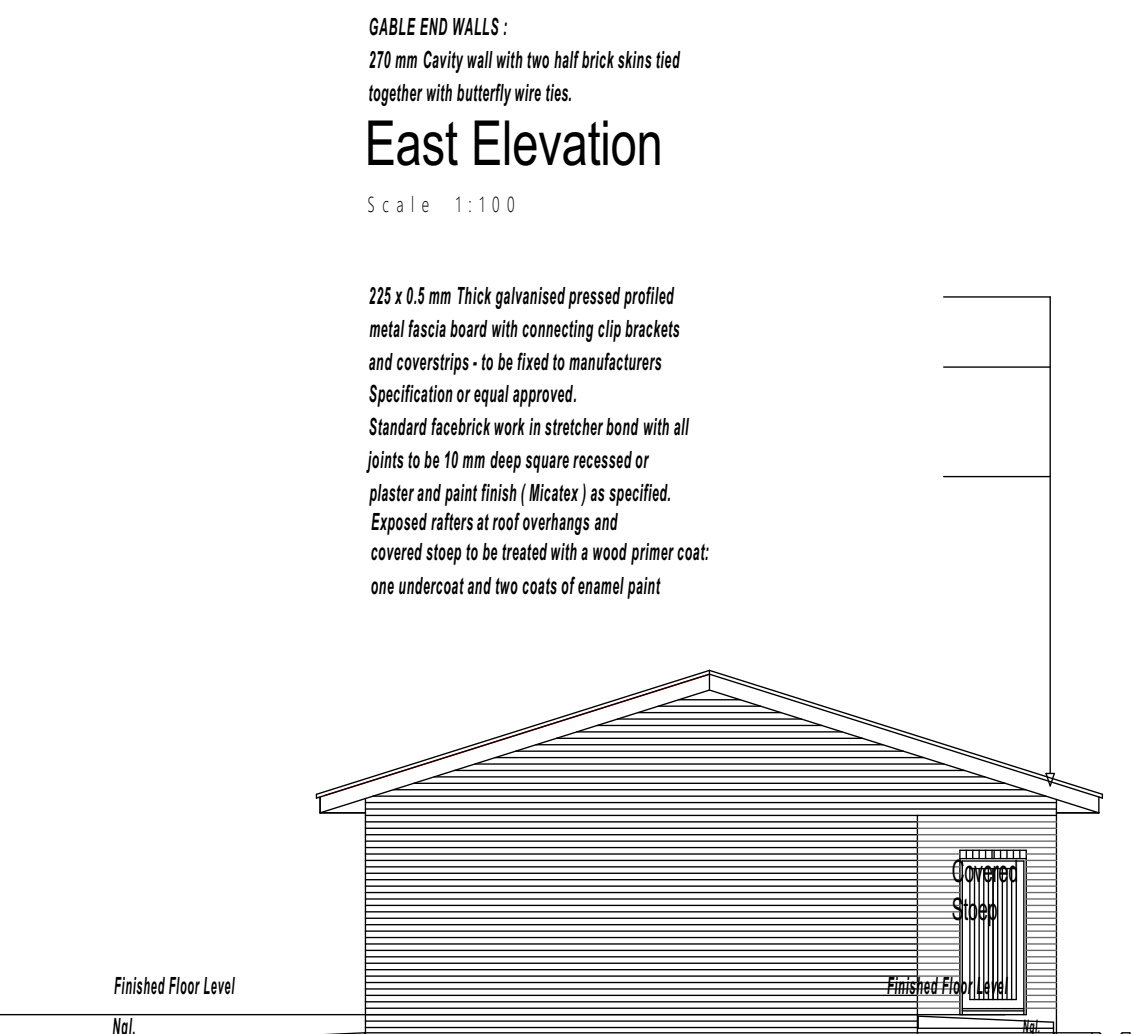 GABLE END WALLS :
270 mm Cavity wall with two half brick skins tied
together with butterfly wire ties.
East Elevation
Scale 1:100
225 x 0.5 mm Thick galvanised pressed profiled
metal fascia board with connecting clip brackets
and coverstrips - to be fixed to manufacturers
Specification or equal approved.
Standard facebrick work in stretcher bond with all
joints to be 10 mm deep square recessed or
plaster and paint finish ( Micatex ) as specified.
Exposed rafters at roof overhangs and
covered stoep to be treated with a wood primer coat:
one undercoat and two coats of enamel paint
Covered
Stoep
Finished Floor Level
Finished Floor Level
Ngl.
Ngl.